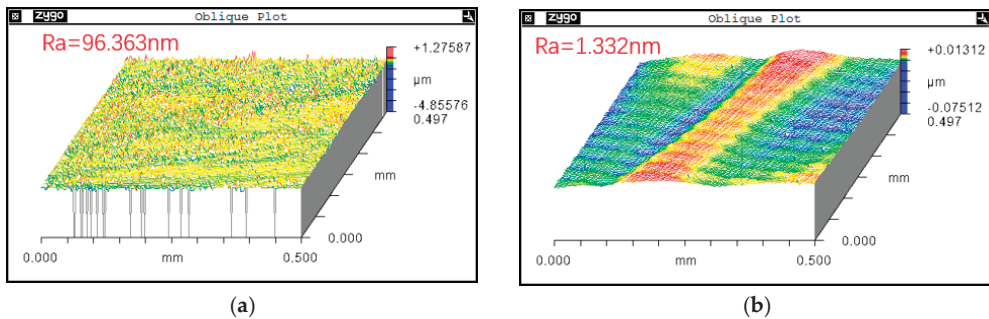 zygo Oblique Plot
Ra=96.363nm
+1.27587
µm
-4.85576
0.497
mm
0.000
0.000 mm 0.500
(a)
zygo Oblique Plot
Ra=1.332nm
+0.01312
µm
-0.07512
0.497
mm
0.000
0.000 mm 0.500
(b)